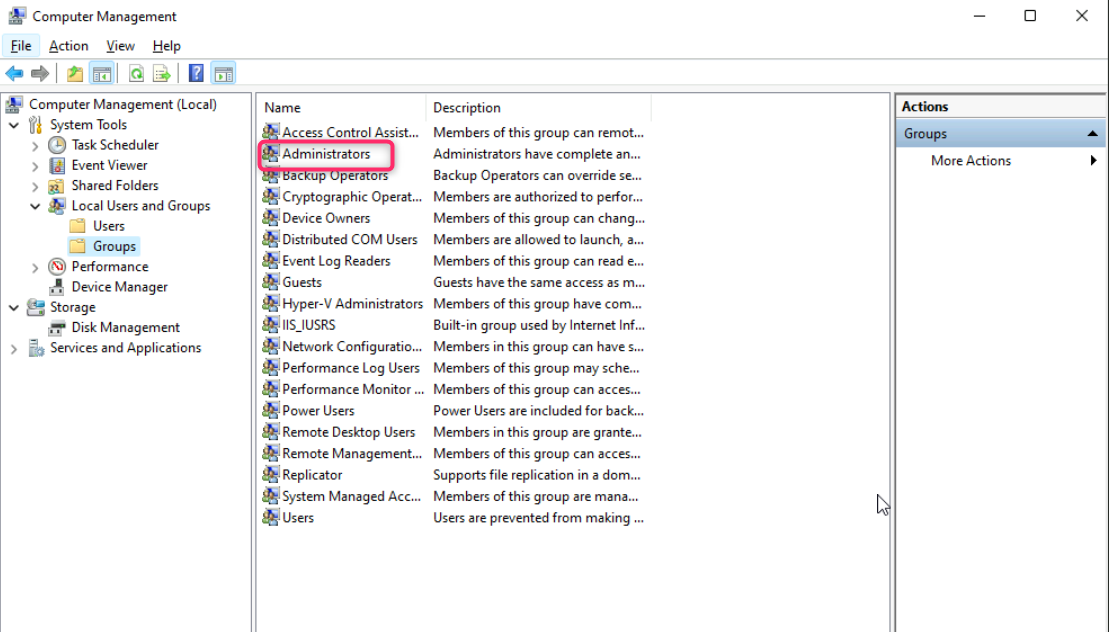 Computer Management
File Action View Help
Computer Management (Local)
System Tools
Task Scheduler
Event Viewer
Shared Folders
Local Users and Groups
Users
Groups
Performance
Device Manager
Storage
Disk Management
Services and Applications
Name Description
Access Control Assist... Members of this group can remot...
Administrators Administrators have complete an...
Backup Operators Backup Operators can override se...
Cryptographic Operat... Members are authorized to perfor...
Device Owners Members of this group can chang...
Distributed COM Users Members are allowed to launch, a...
Event Log Readers Members of this group can read e...
Guests Guests have the same access as m...
Hyper-V Administrators Members of this group have com...
IIS_IUSRS Built-in group used by Internet Inf...
Network Configuratio... Members in this group can have s...
Performance Log Users Members of this group may sche...
Performance Monitor ... Members of this group can acces...
Power Users Power Users are included for back...
Remote Desktop Users Members in this group are grante...
Remote Management... Members of this group can acces...
Replicator Supports file replication in a dom...
System Managed Acc... Members of this group are mana...
Users Users are prevented from making ...
Actions
Groups
More Actions